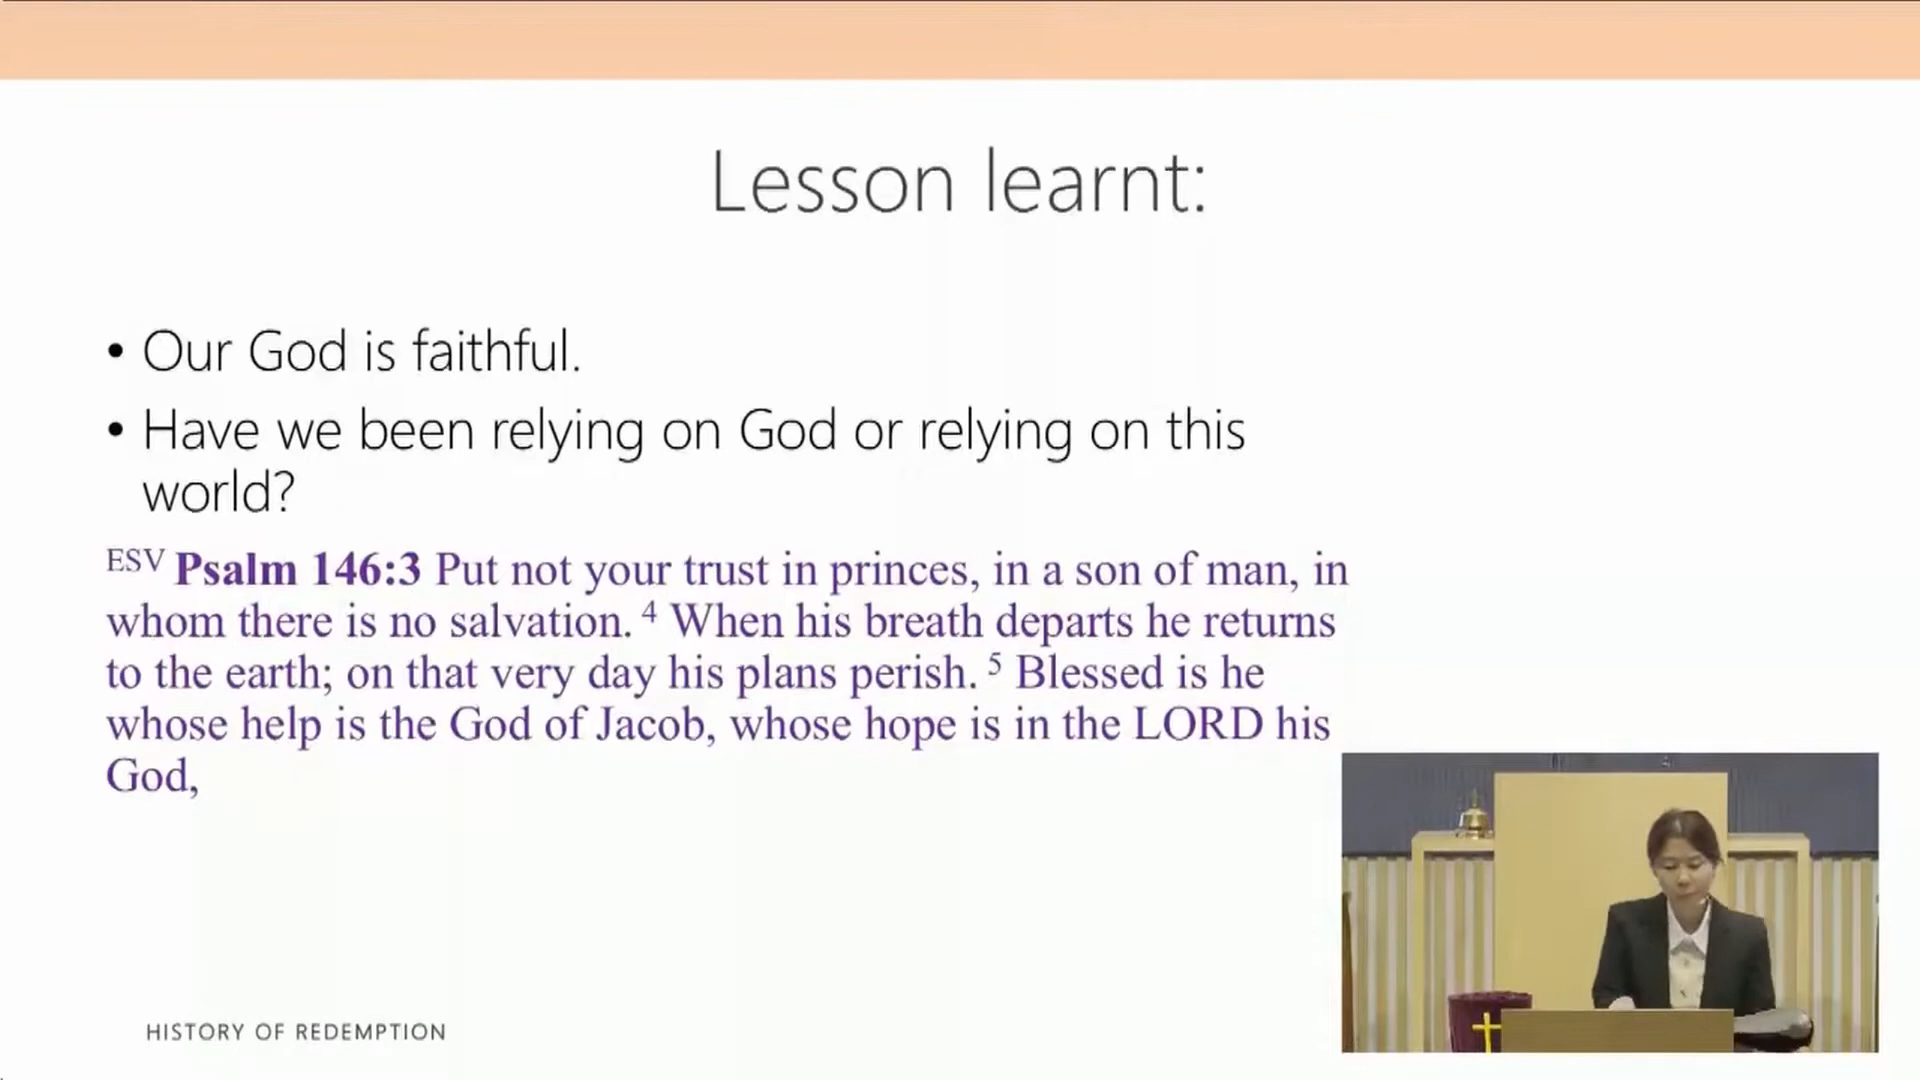 Lesson learnt:
• Our God is faithful.
• Have we been relying on God or relying on this
world?
ESV Psalm 146:3 Put not your trust in princes, in a son of man, in
whom there is no salvation. 4 When his breath departs he returns
to the earth; on that very day his plans perish. 5 Blessed is he
whose help is the God of Jacob, whose hope is in the LORD his
God,
HISTORY OF REDEMPTION